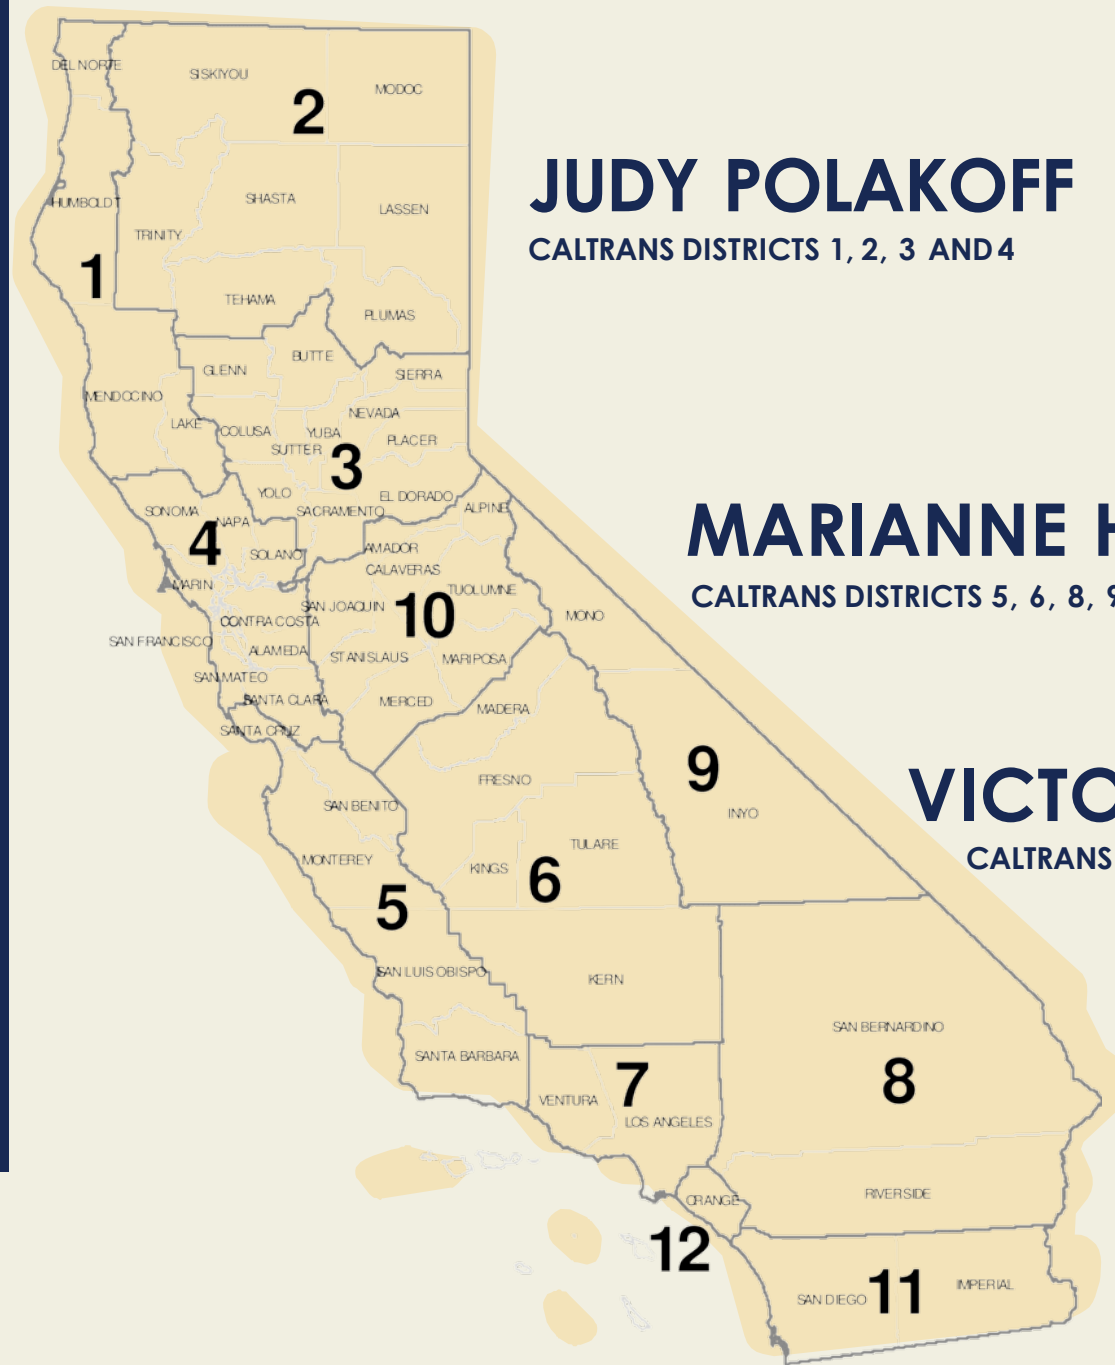 DEL NORTE
SISKIYOU
MODOC
2
JUDY POLAKOFF
CALTRANS DISTRICTS 1, 2, 3 AND 4
HUMBOLDT
SHASTA
LASSEN
TRINITY
1
TEHAMA
PLUMAS
BUTTE
GLENN
SIERRA
MENDOCINO
NEVADA
LAKE
COLUSA
YUBA
PLACER
SUTTER
3
YOLO
EL DORADO
SONOMA
NAPA
SACRAMENTO
ALPINE
4
SOLANO
AMADOR
CALAVERAS
MARIANNE H
CALTRANS DISTRICTS 5, 6, 8, 9
MARIN
TUOLUMNE
SAN JOAQUIN
10
MONO
CONTRA COSTA
SAN FRANCISCO
ALAMEDA
STANISLAUS
MARIPOSA
SAN MATEO
SANTA CLARA
MERCED
MADERA
SANTA CRUZ
9
FRESNO
VICTO
CALTRANS
SAN BENITO
INYO
TULARE
MONTEREY
KINGS
6
5
SAN LUIS OBISPO
KERN
SAN BERNARDINO
SANTA BARBARA
7
8
VENTURA
LOS ANGELES
ORANGE
RIVERSIDE
12
SAN DIEGO
11
IMPERIAL